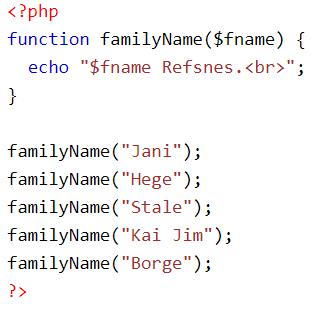 <?php
function familyName($fname) {
  echo "$fname Refsnes.<br>";
}

familyName("Jani");
familyName("Hege");
familyName("Stale");
familyName("Kai Jim");
familyName("Borge");
?>